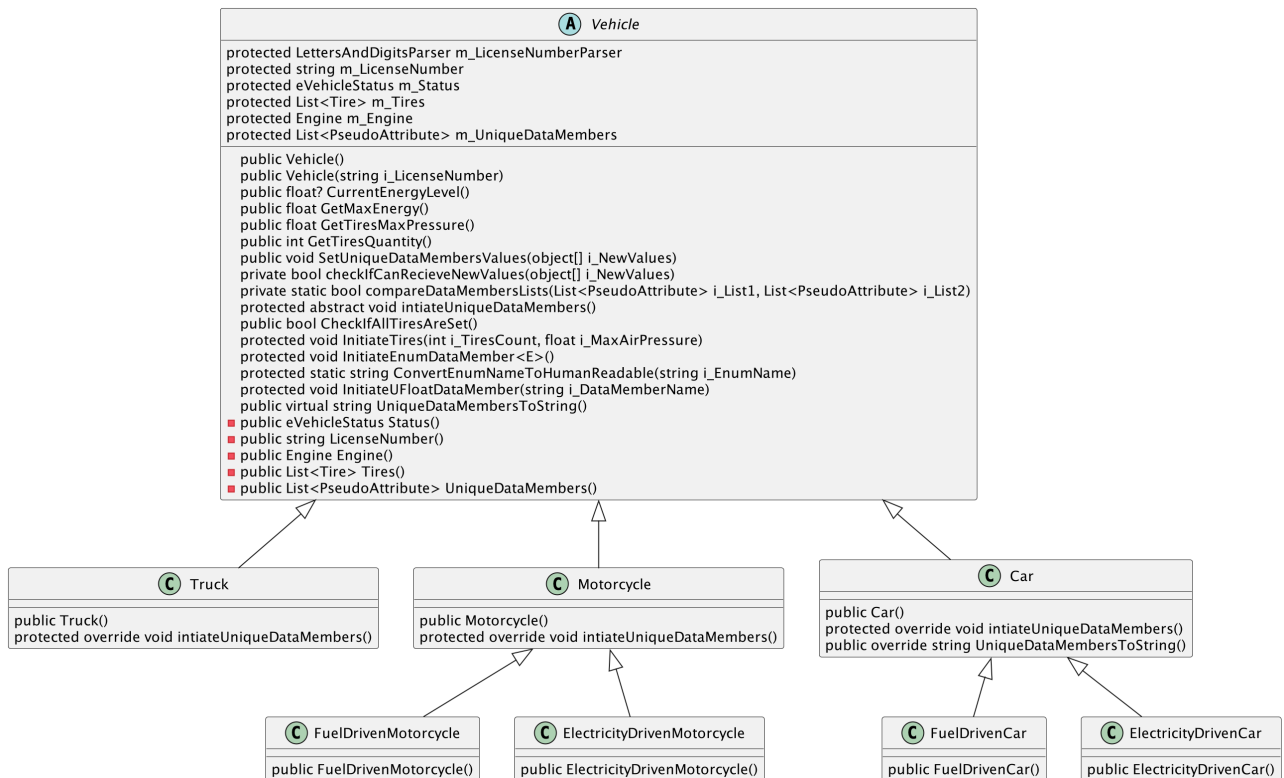 A Vehicle
protected LettersAndDigitsParser m_LicenseNumberParser
protected string m_LicenseNumber
protected eVehicleStatus m_Status
protected List<Tire> m_Tires
protected Engine m_Engine
protected List<PseudoAttribute> m_UniqueDataMembers
public Vehicle()
public Vehicle(string i_LicenseNumber)
public float? CurrentEnergyLevel()
public float GetMaxEnergy()
public float GetTiresMaxPressure()
public int GetTiresQuantity()
public void SetUniqueDataMembersValues(object[] i_NewValues)
private bool checkIfCanRecieveNewValues(object[] i_NewValues)
private static bool compareDataMembersLists(List<PseudoAttribute> i_List1, List<PseudoAttribute> i_List2)
protected abstract void intiateUniqueDataMembers()
public bool CheckIfAllTiresAreSet()
protected void InitiateTires(int i_TiresCount, float i_MaxAirPressure)
protected void InitiateEnumDataMember<E>()
protected static string ConvertEnumNameToHumanReadable(string i_EnumName)
protected void InitiateUFloatDataMember(string i_DataMemberName)
public virtual string UniqueDataMembersToString()
public eVehicleStatus Status()
public string LicenseNumber()
public Engine Engine()
public List<Tire> Tires()
public List<PseudoAttribute> UniqueDataMembers()
C Truck
public Truck()
protected override void intiateUniqueDataMembers()
C Motorcycle
public Motorcycle()
protected override void intiateUniqueDataMembers()
C Car
public Car()
protected override void intiateUniqueDataMembers()
public override string UniqueDataMembersToString()
C FuelDrivenMotorcycle
public FuelDrivenMotorcycle()
C ElectricityDrivenMotorcycle
public ElectricityDrivenMotorcycle()
C FuelDrivenCar
public FuelDrivenCar()
C ElectricityDrivenCar
public ElectricityDrivenCar()